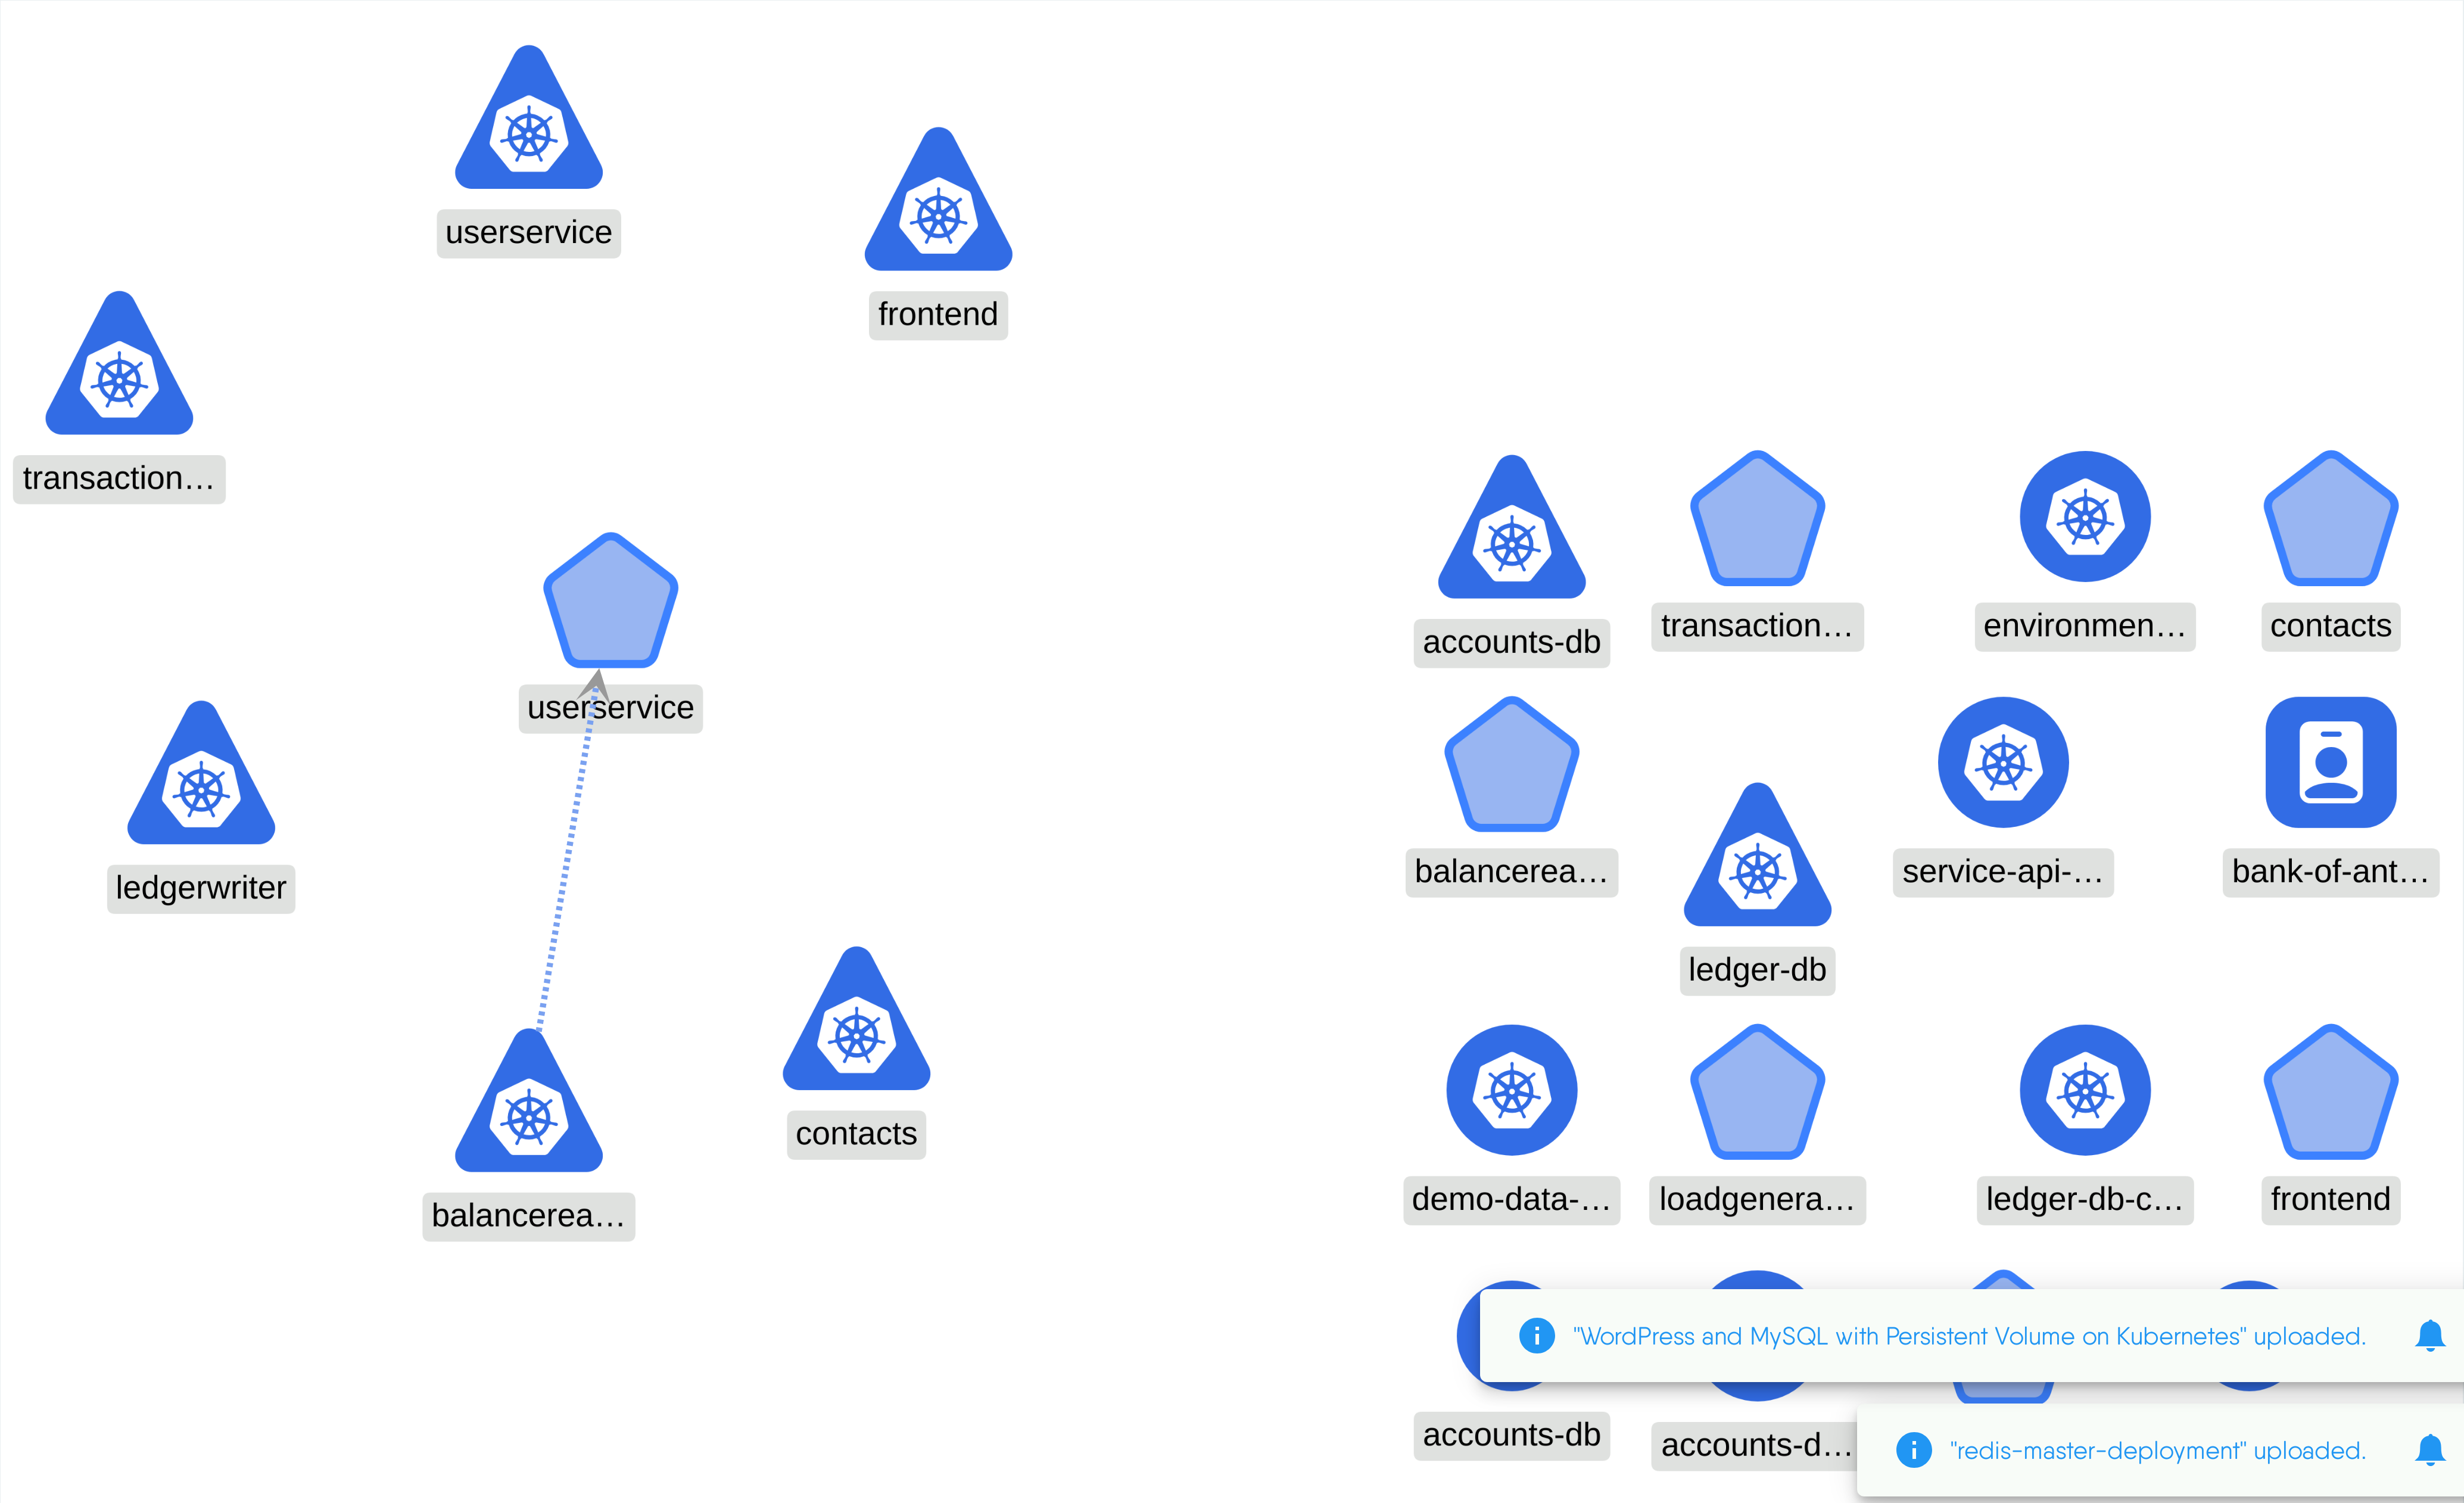 userservice
frontend
transaction…
userservice
accounts-db
transaction…
environmen…
contacts
ledgerwriter
balancerea…
service-api-…
bank-of-ant…
ledger-db
contacts
balancerea…
demo-data-…
loadgenera…
ledger-db-c…
frontend
"WordPress and MySQL with Persistent Volume on Kubernetes" uploaded.
accounts-db
accounts-d…
"redis-master-deployment" uploaded.